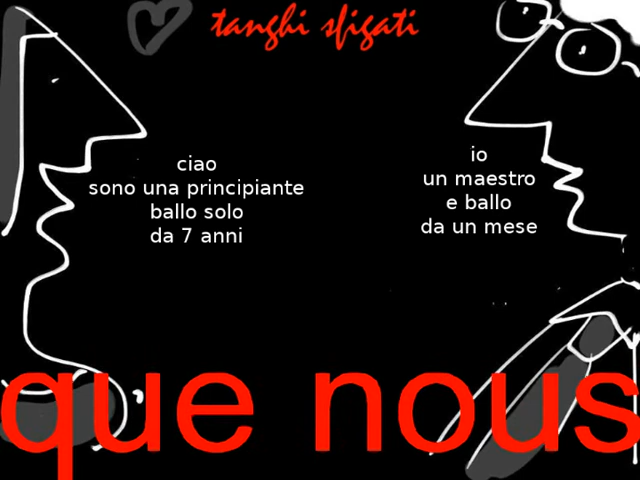 tanghi sfigati
ciao
sono una principiante
ballo solo
da 7 anni
io
un maestro
e ballo
da un mese
que nous